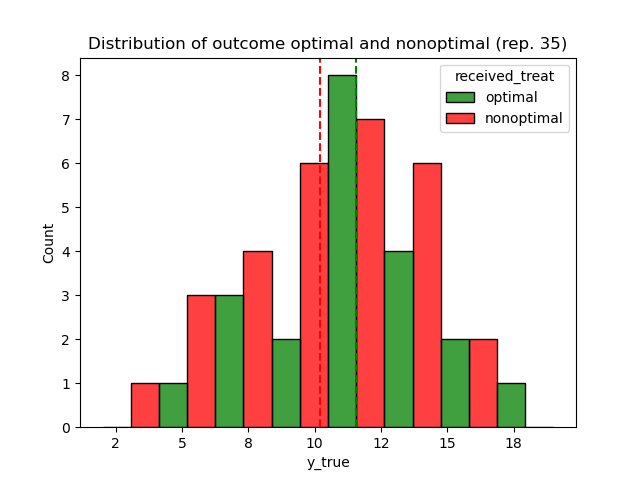 Distribution of outcome optimal and nonoptimal (rep. 35)
received_treat
optimal
nonoptimal
Count
8
7
6
5
4
3
2
1
0
2 5 8 10 12 15 18
y_true